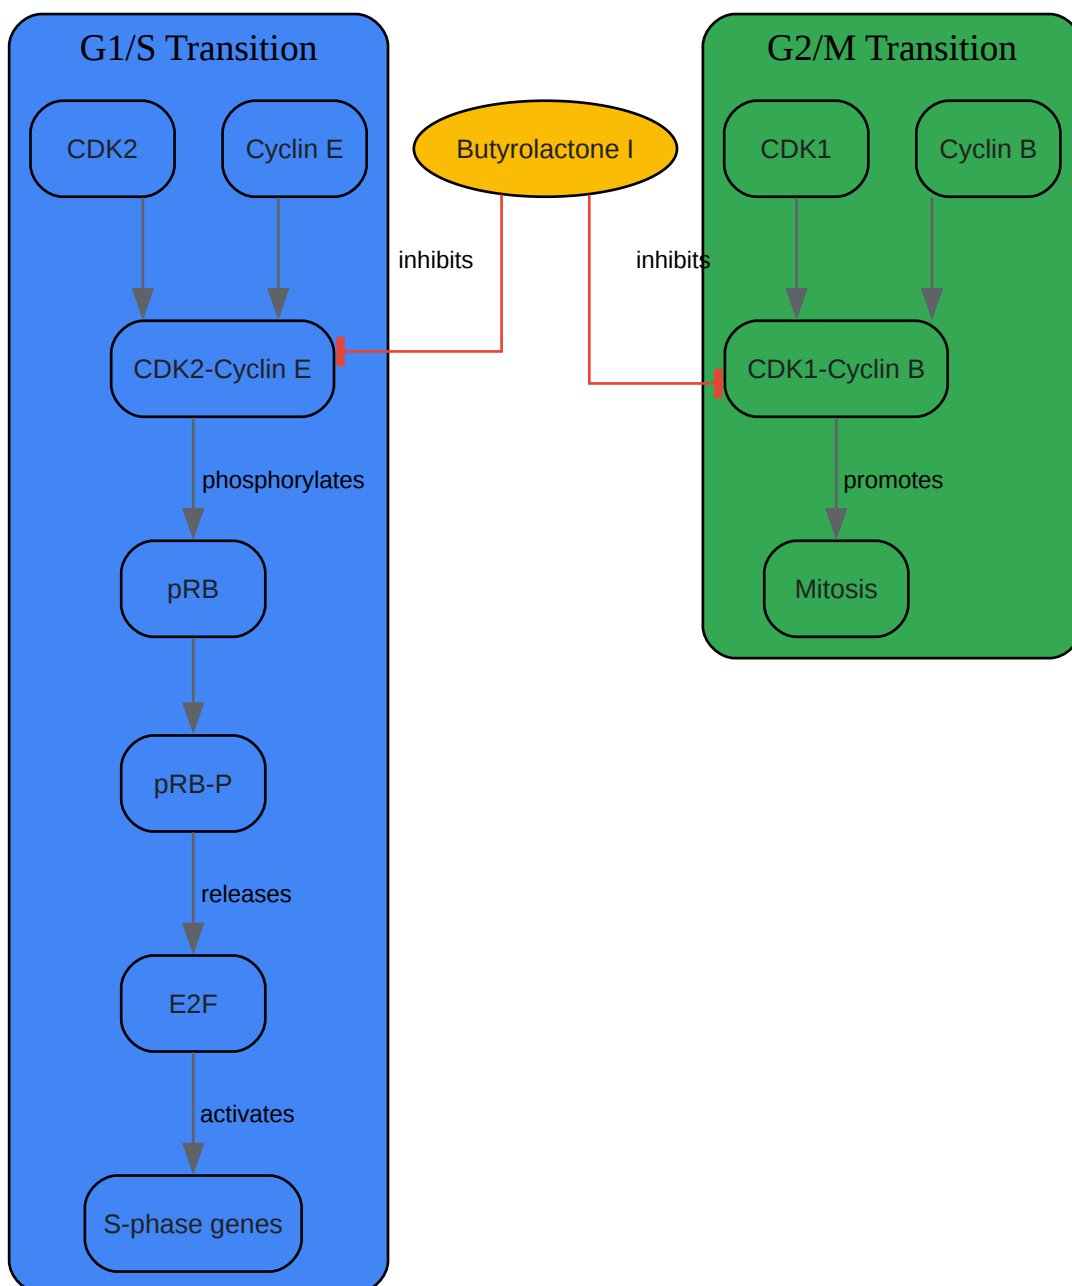 G1/S Transition
G2/M Transition
CDK2
Cyclin E
Butyrolactone I
CDK1
Cyclin B
inhibits
inhibits
CDK2-Cyclin E
CDK1-Cyclin B
phosphorylates
promotes
pRB
Mitosis
pRB-P
releases
E2F
activates
S-phase genes